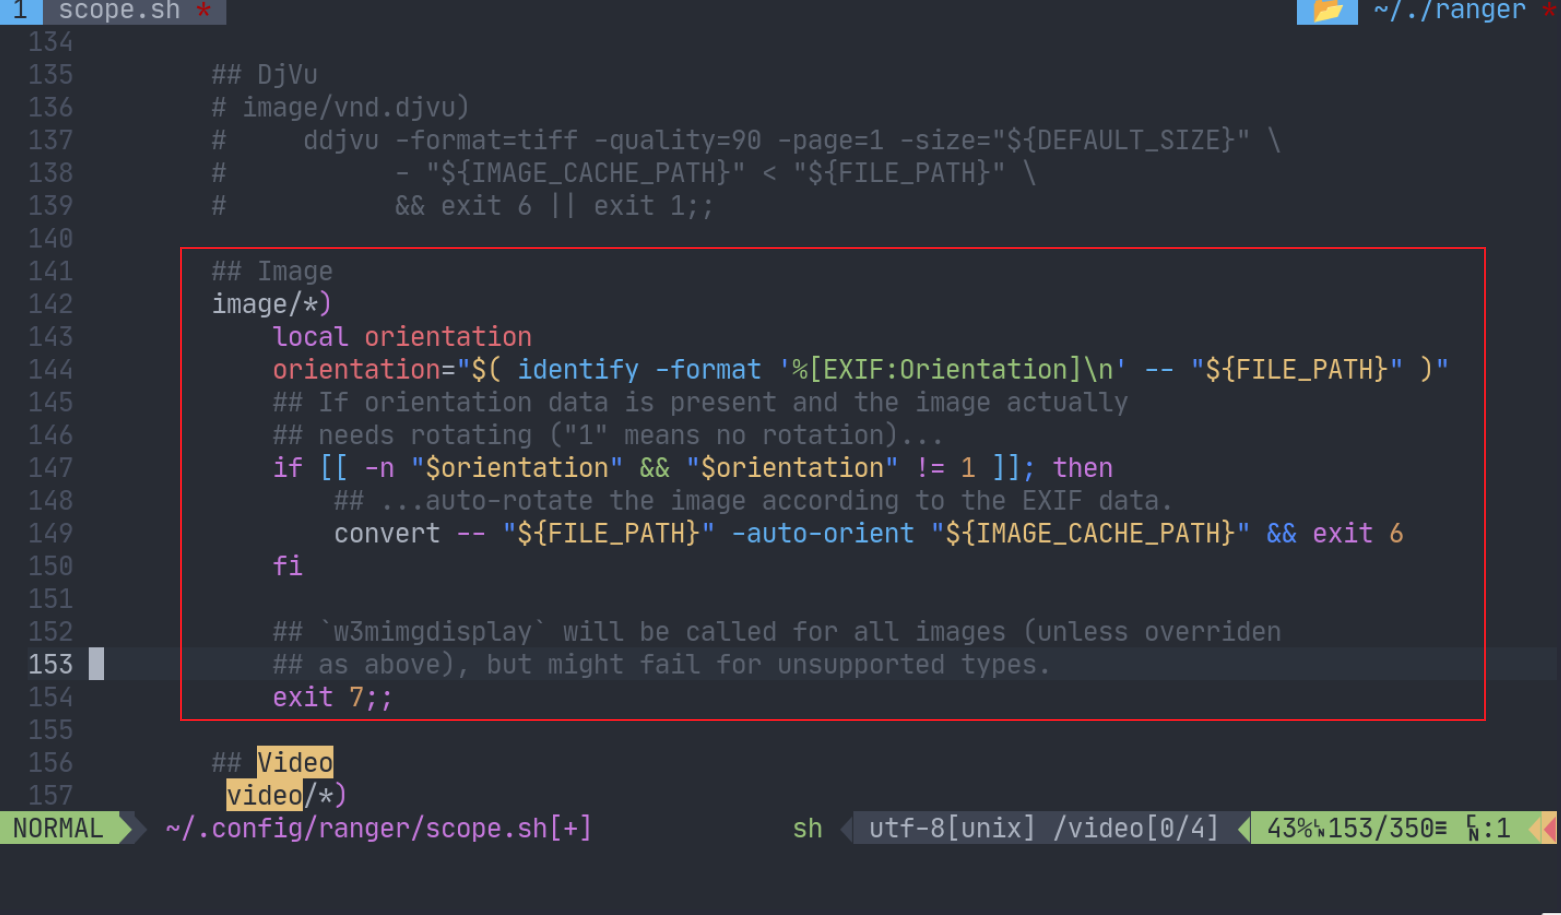 1 scope.sh * ~/./ranger *
134
135 ## DjVu
136 # image/vnd.djvu)
137 #     ddjvu -format=tiff -quality=90 -page=1 -size="${DEFAULT_SIZE}" \
138 #           - "${IMAGE_CACHE_PATH}" < "${FILE_PATH}" \
139 #           && exit 6 || exit 1;;
140
141 ## Image
142 image/*)
143     local orientation
144     orientation="$( identify -format '%[EXIF:Orientation]\n' -- "${FILE_PATH}" )"
145     ## If orientation data is present and the image actually
146     ## needs rotating ("1" means no rotation)...
147     if [[ -n "$orientation" && "$orientation" != 1 ]]; then
148         ## ...auto-rotate the image according to the EXIF data.
149         convert -- "${FILE_PATH}" -auto-orient "${IMAGE_CACHE_PATH}" && exit 6
150     fi
151
152     ## `w3mimgdisplay` will be called for all images (unless overriden
153     ## as above), but might fail for unsupported types.
154     exit 7;;
155
156 ## Video
157  video/*)
NORMAL ~/.config/ranger/scope.sh[+] sh utf-8[unix] /video[0/4] 43%␊153/350≡ ␤:1